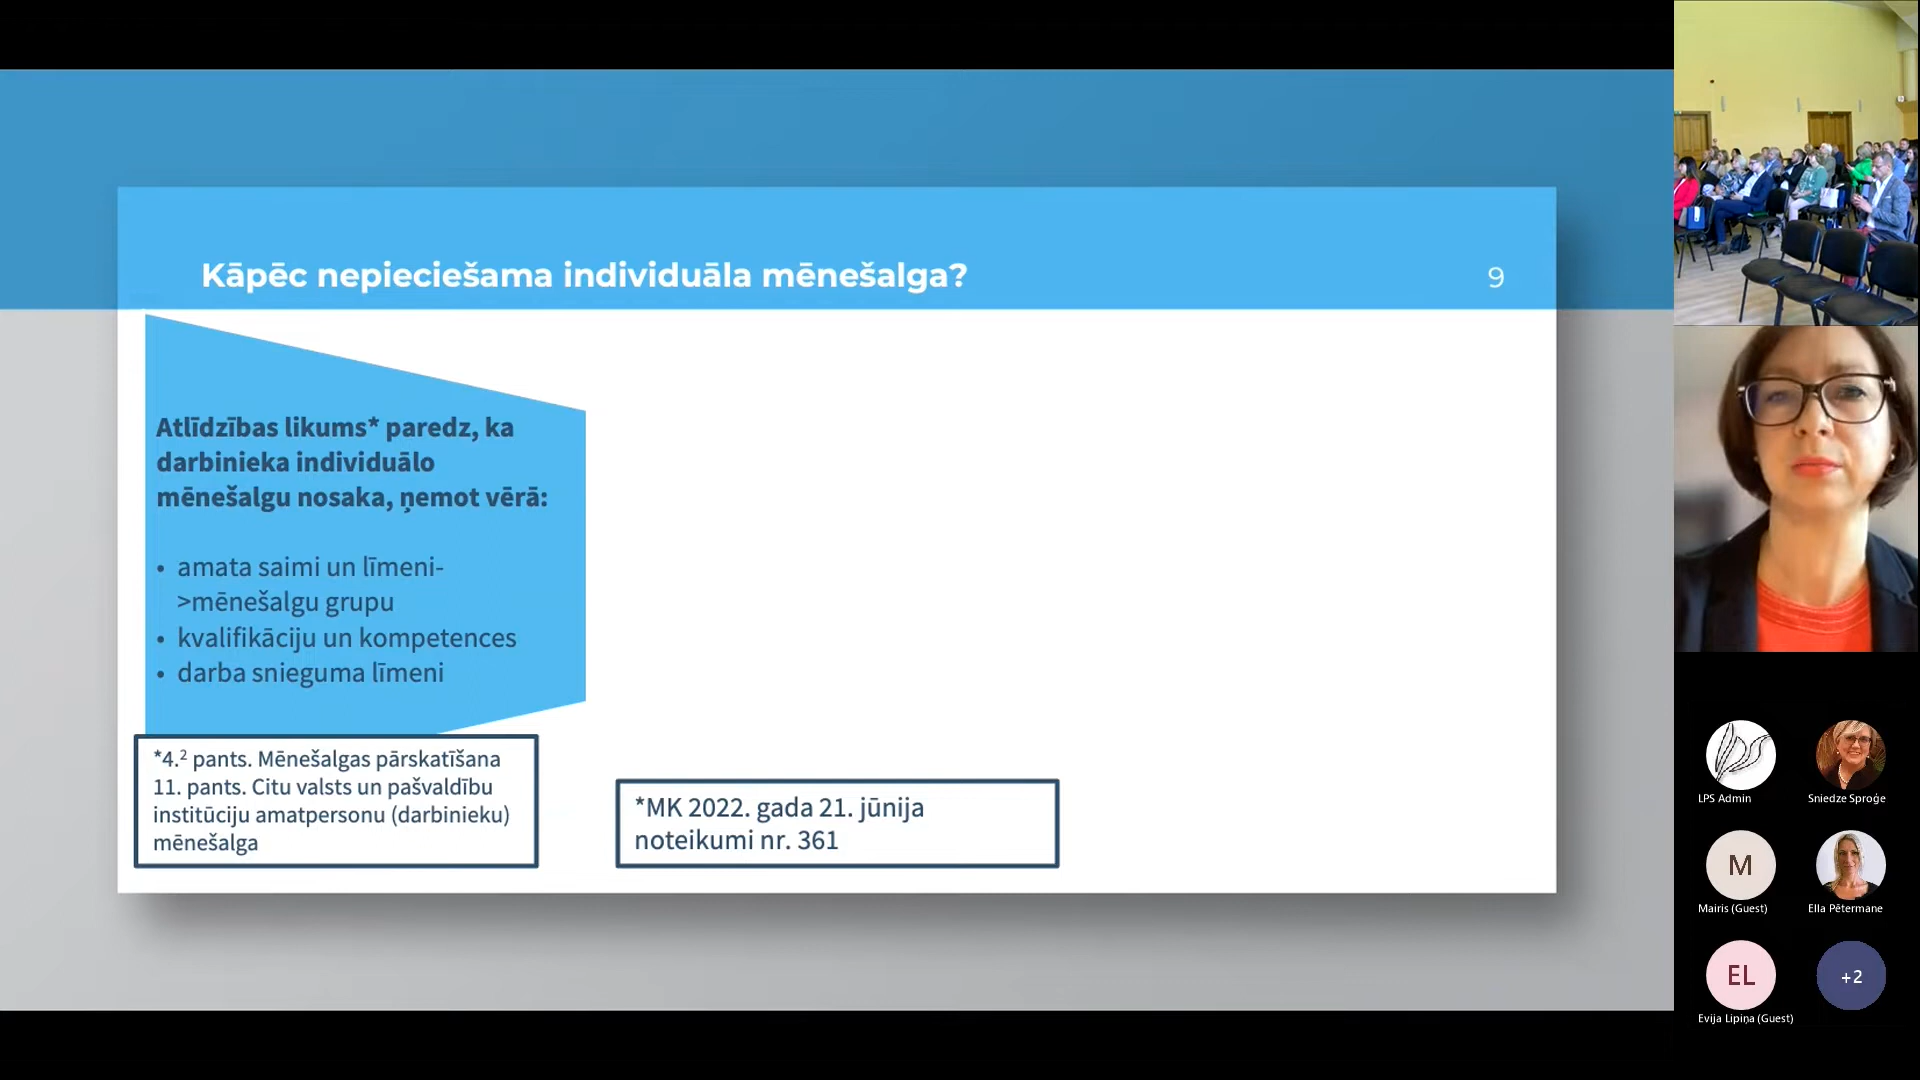 Kāpēc nepieciešama individuāla mēnešalga?
9
Atlīdzības likums* paredz, ka
darbinieka individuālo
mēnešalgu nosaka, ņemot vērā:
• amata saimi un līmeni-
>mēnešalgu grupu
• kvalifikāciju un kompetences
• darba snieguma līmeni
*4.² pants. Mēnešalgas pārskatīšana
11. pants. Citu valsts un pašvaldību
institūciju amatpersonu (darbinieku)
mēnešalga
*MK 2022. gada 21. jūnija
noteikumi nr. 361
LPS Admin
Sniedze Sproģe
M
Mairis (Guest)
Ella Pētermane
EL
Evija Lipiņa (Guest)
+2